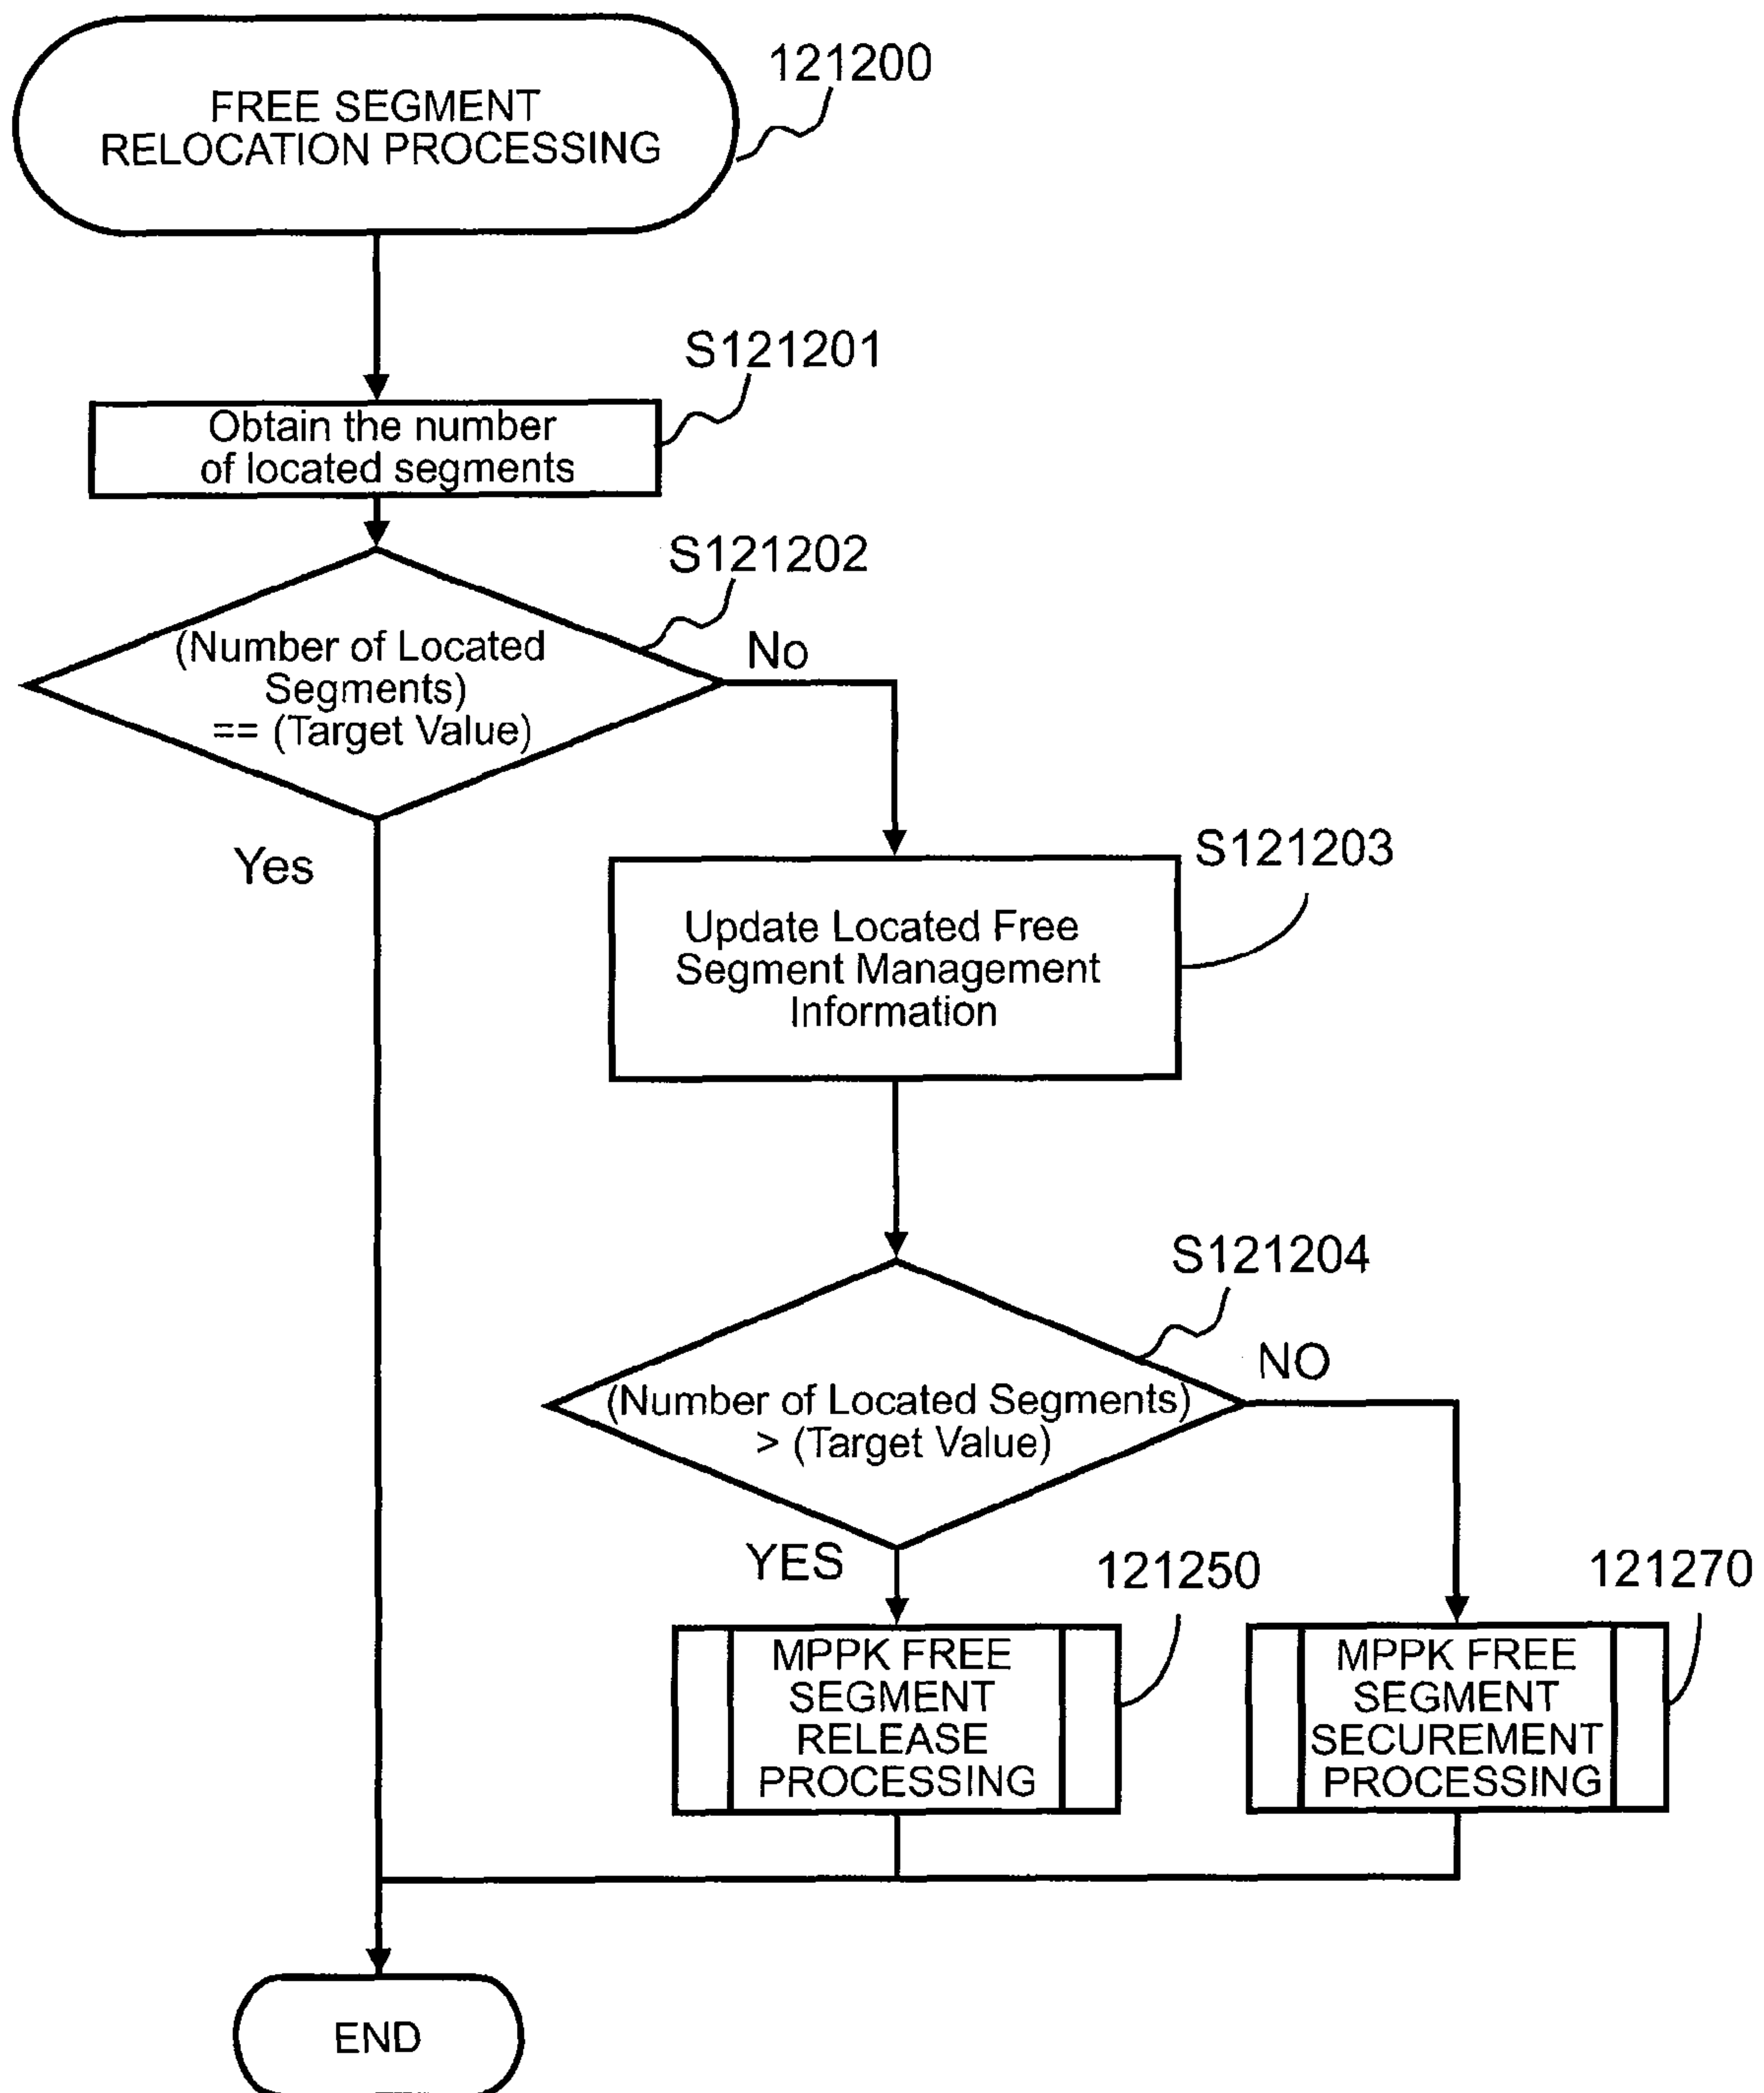 FREE SEGMENT
RELOCATION PROCESSING
121200
S121201
Obtain the number
of located segments
S121202
(Number of Located
Segments)
== (Target Value)
No
Yes
S121203
Update Located Free
Segment Management
Information
S121204
(Number of Located Segments)
> (Target Value)
NO
YES
121250
MPPK FREE
SEGMENT
RELEASE
PROCESSING
121270
MPPK FREE
SEGMENT
SECUREMENT
PROCESSING
END